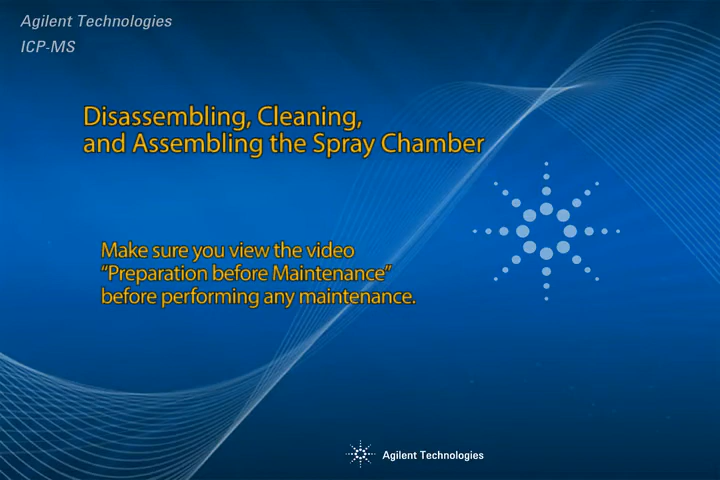 Agilent Technologies
ICP-MS
Disassembling, Cleaning,
and Assembling the Spray Chamber
Make sure you view the video
“Preparation before Maintenance”
before performing any maintenance.
Agilent Technologies